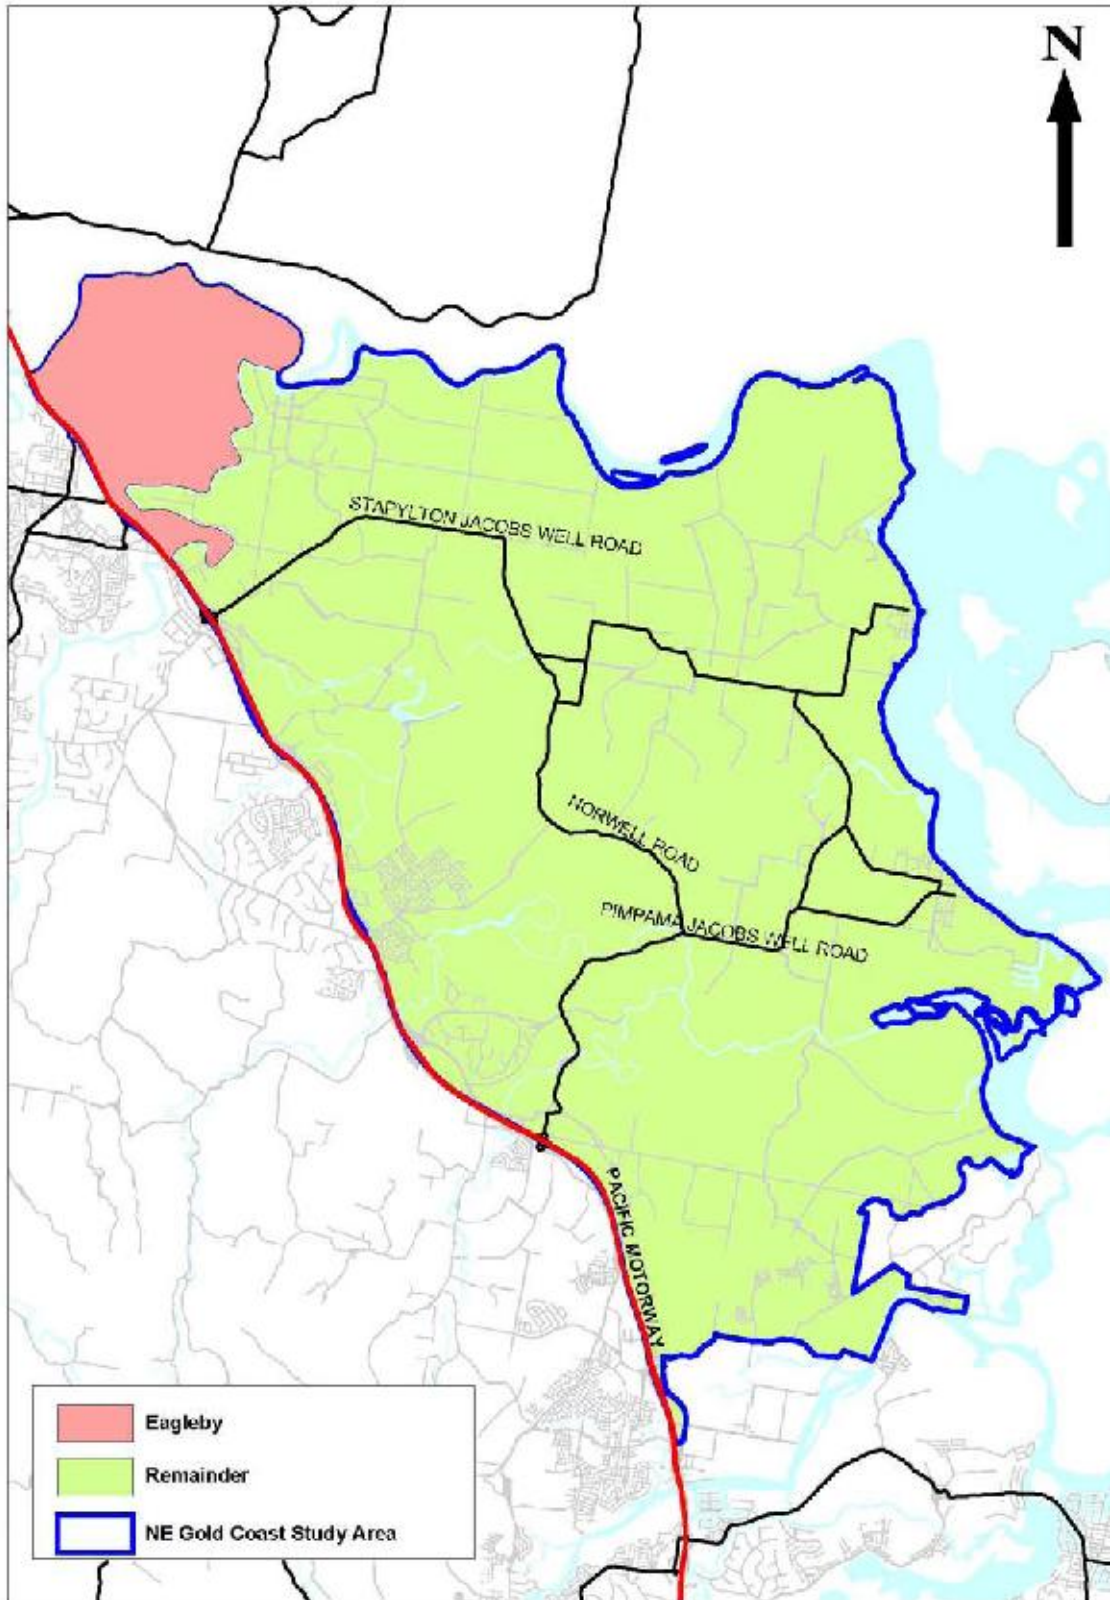 N
STAPYLTON JACOBS WELL ROAD
NORWELL ROAD
PIMPAMA JACOBS WELL ROAD
PACIFIC MOTORWAY
Eagleby
Remainder
NE Gold Coast Study Area